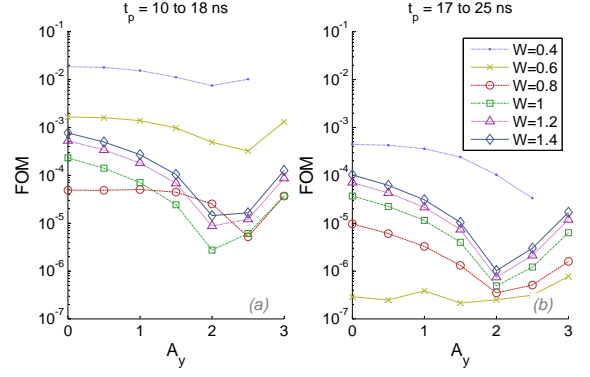 t_p = 10 to 18 ns
t_p = 17 to 25 ns
FOM
10^-1
10^-2
10^-3
10^-4
10^-5
10^-6
10^-7
0
1
2
3
A_y
(a)
FOM
10^-1
10^-2
10^-3
10^-4
10^-5
10^-6
10^-7
0
1
2
3
A_y
(b)
W=0.4
W=0.6
W=0.8
W=1
W=1.2
W=1.4